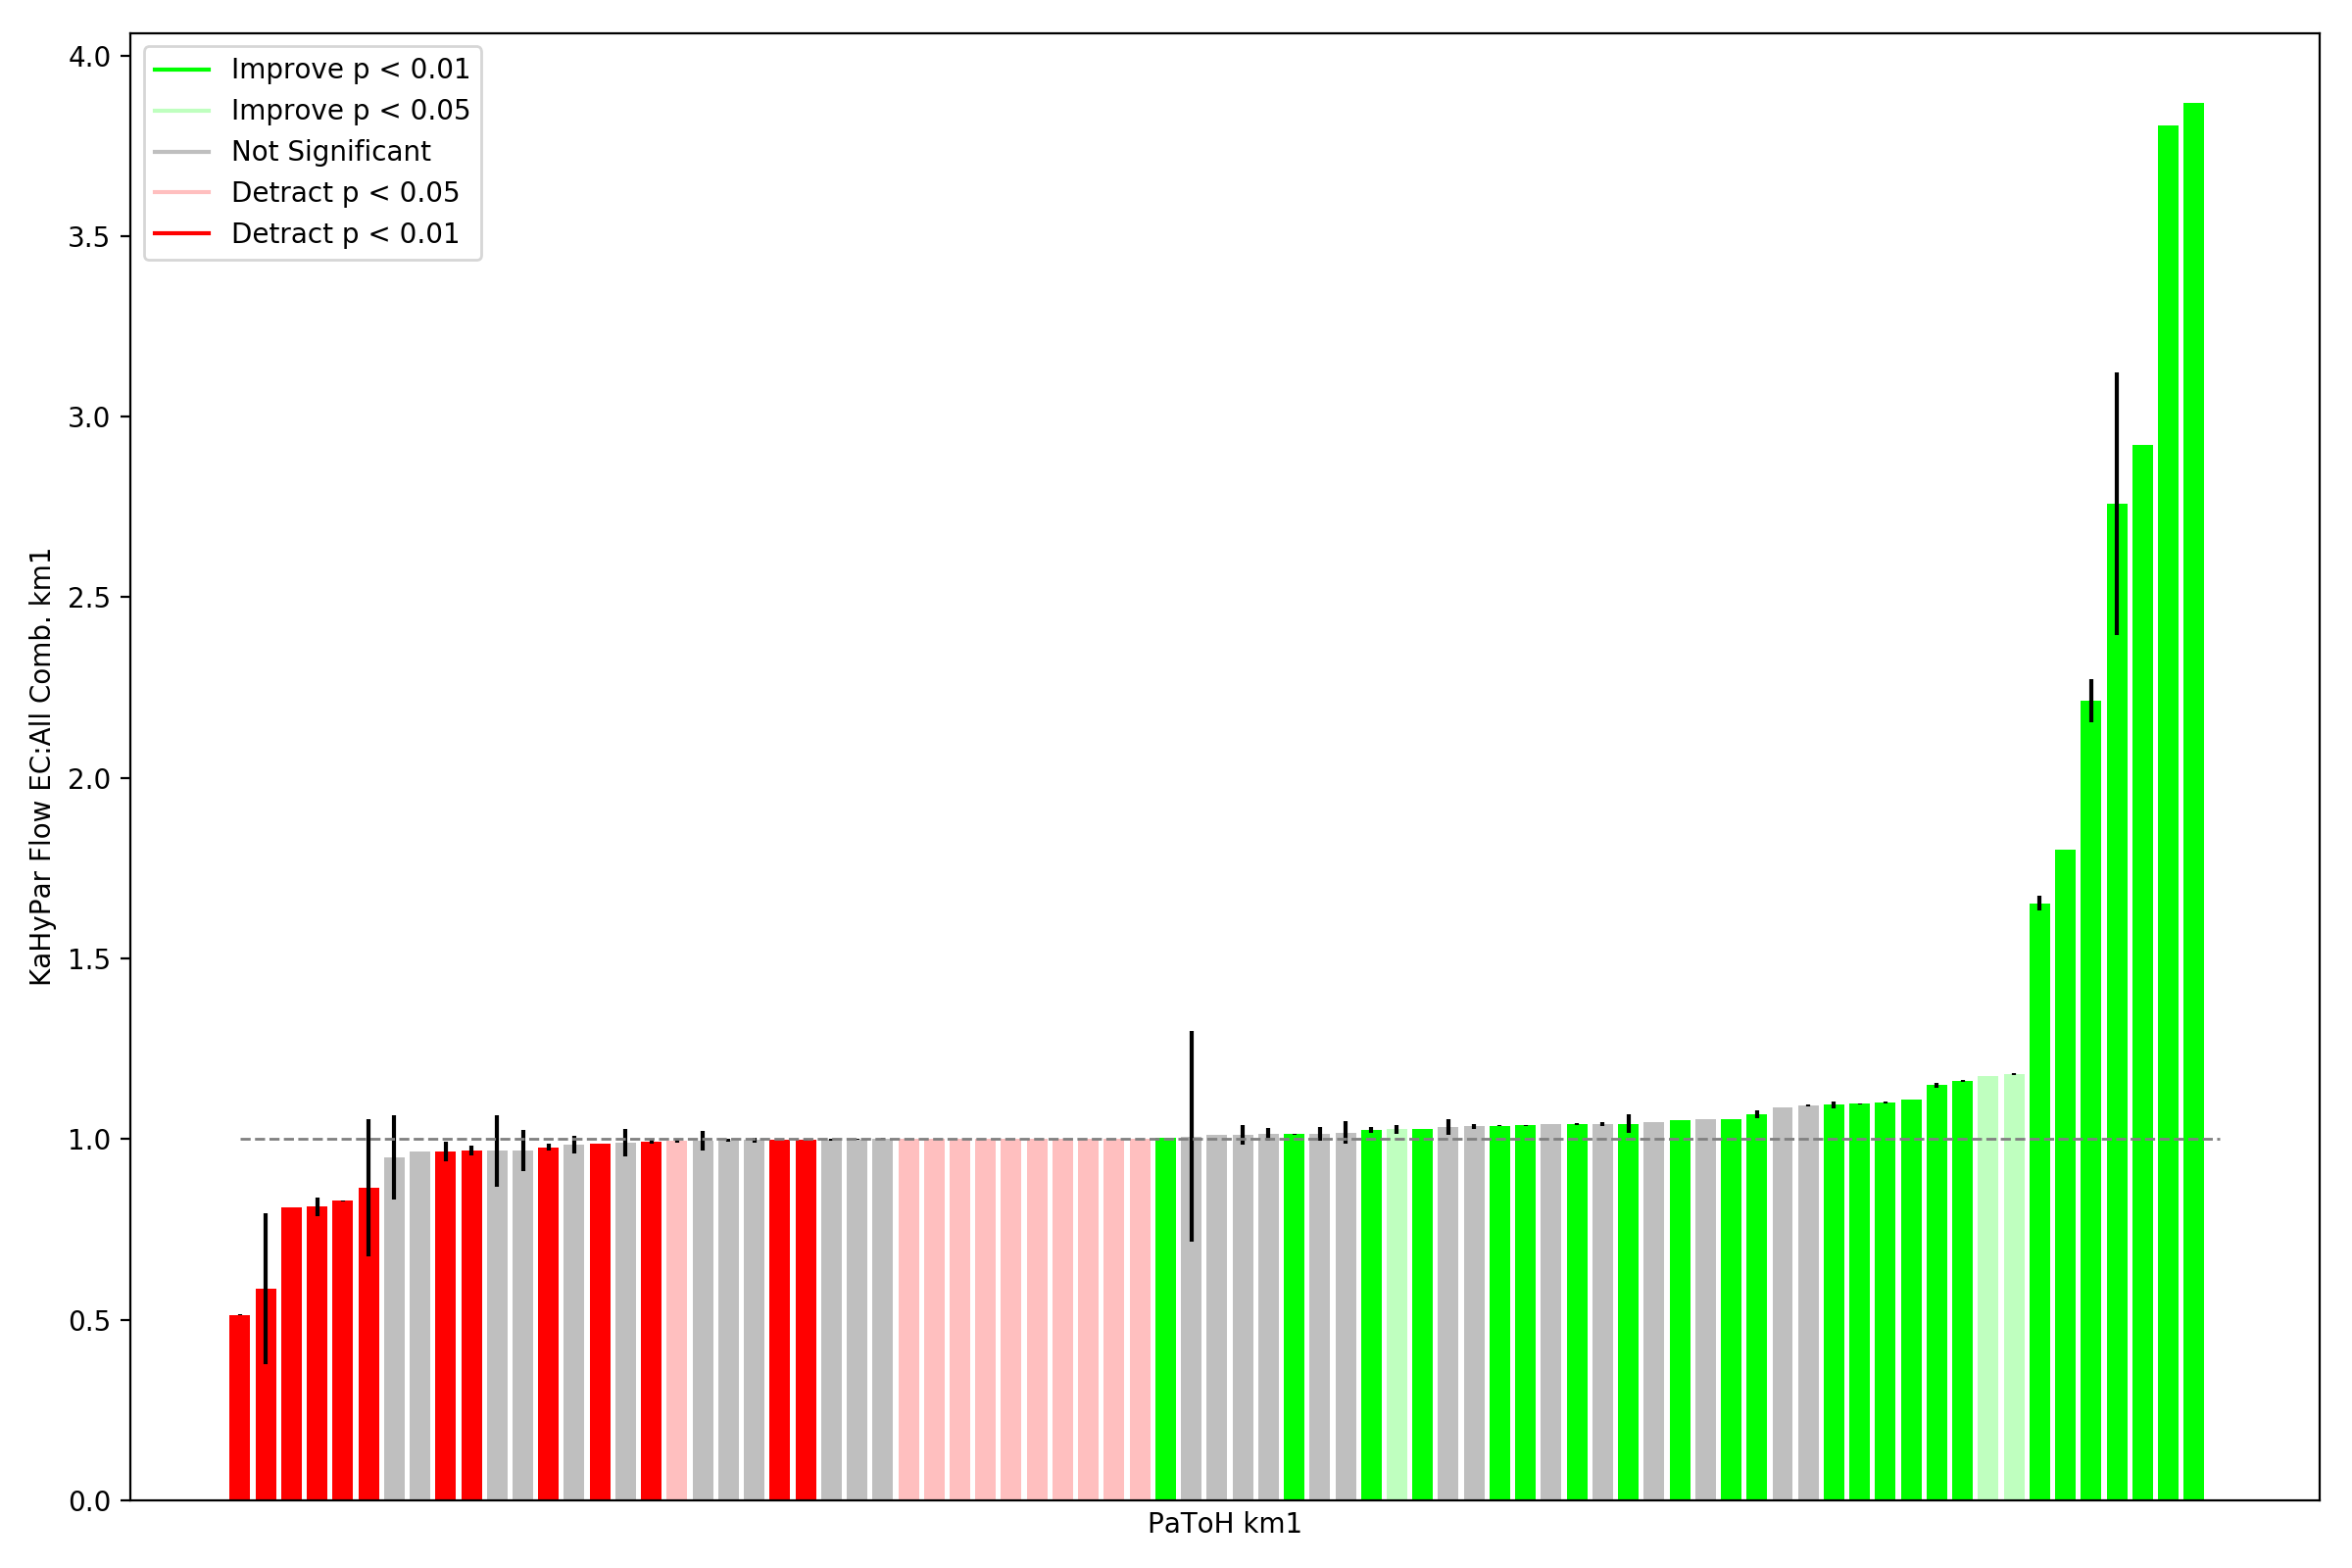 Improve p < 0.01
Improve p < 0.05
Not Significant
Detract p < 0.05
Detract p < 0.01
4.0
3.5
3.0
2.5
2.0
1.5
1.0
0.5
0.0
KaHyPar Flow EC:All Comb. km1
PaToH km1